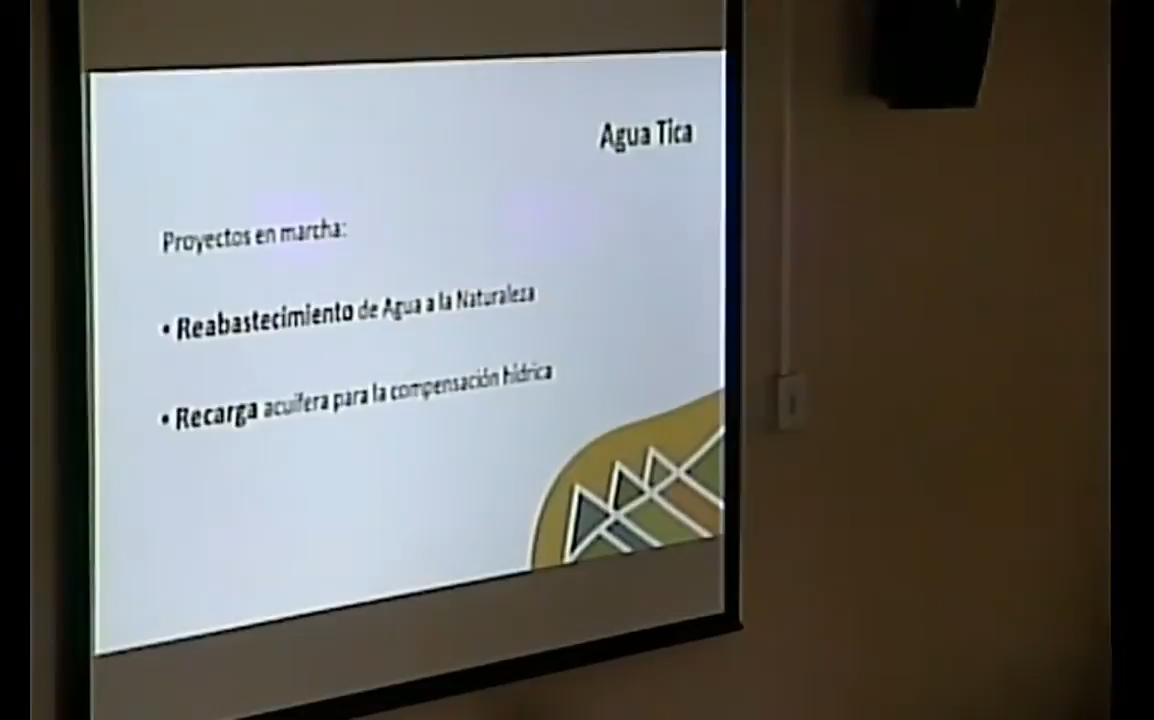 Agua Tica
Proyectos en marcha:
• Reabastecimiento de Agua a la Naturaleza
• Recarga acuífera para la compensación hídrica